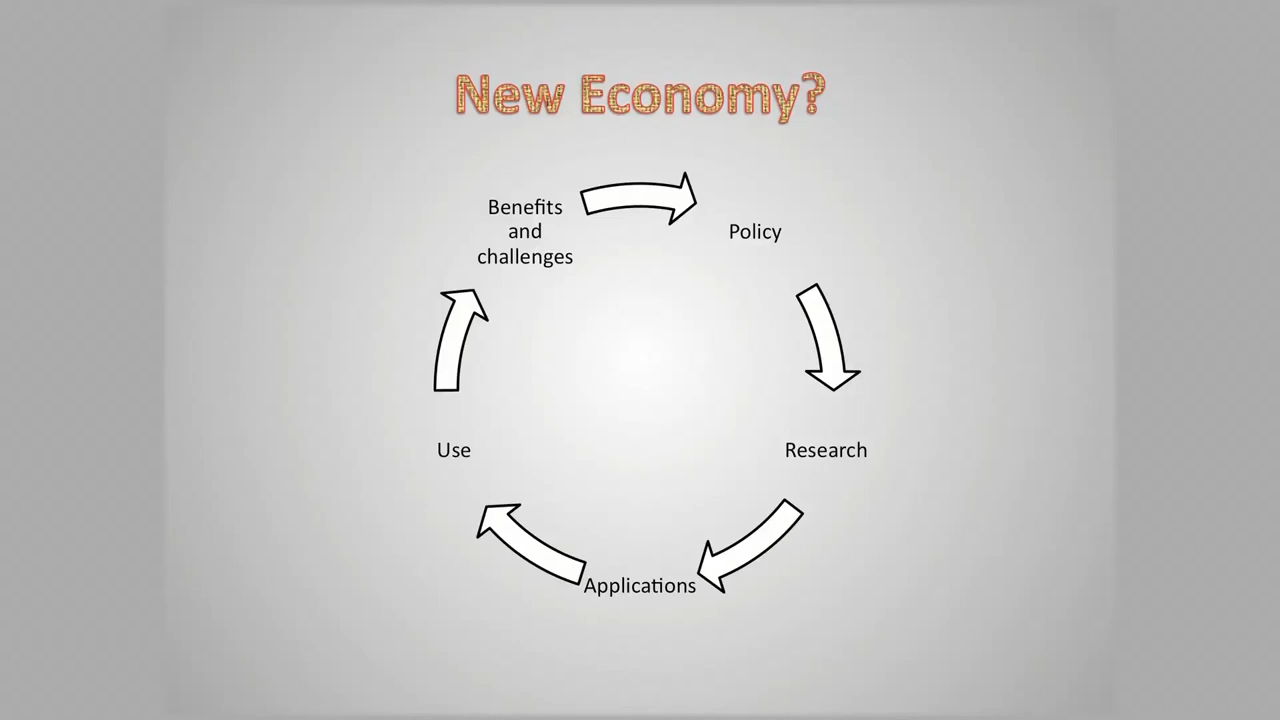 New Economy?
Benefits
and
challenges
Policy
Use
Research
Applications